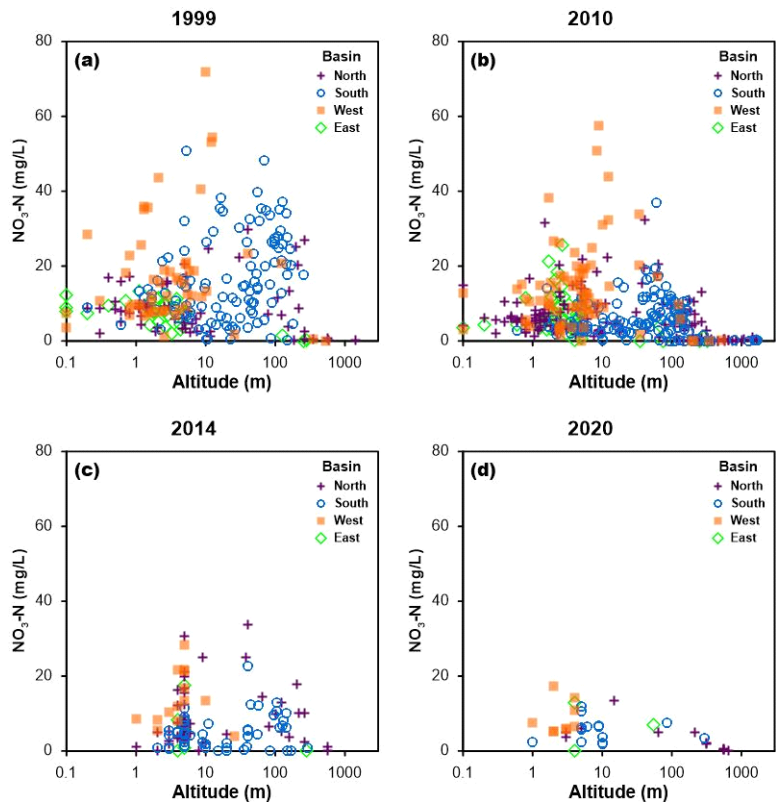 1999
2010
(a)
Basin
North
South
West
East
80
60
40
20
0
NO3-N (mg/L)
0.1 1 10 100 1000
Altitude (m)
(b)
Basin
North
South
West
East
80
60
40
20
0
NO3-N (mg/L)
0.1 1 10 100 1000
Altitude (m)
2014
2020
(c)
Basin
North
South
West
East
80
60
40
20
0
NO3-N (mg/L)
0.1 1 10 100 1000
Altitude (m)
(d)
Basin
North
South
West
East
80
60
40
20
0
NO3-N (mg/L)
0.1 1 10 100 1000
Altitude (m)